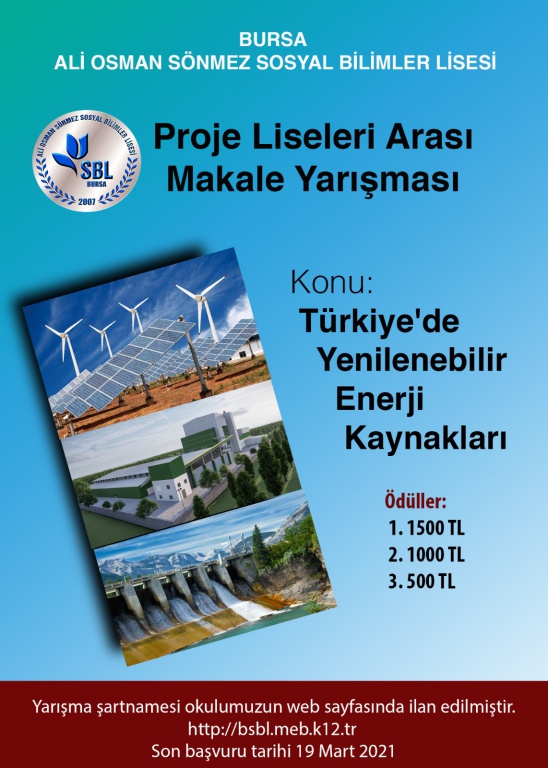 BURSA
ALİ OSMAN SÖNMEZ SOSYAL BİLİMLER LİSESİ
ALİ OSMAN SÖNMEZ SOSYAL BİLİMLER LİSESİ
SBL
BURSA
2007
Proje Liseleri Arası
Makale Yarışması
Konu:
Türkiye'de
Yenilenebilir
Enerji
Kaynakları
Ödüller:
1. 1500 TL
2. 1000 TL
3. 500 TL
Yarışma şartnamesi okulumuzun web sayfasında ilan edilmiştir.
http://bsbl.meb.k12.tr
Son başvuru tarihi 19 Mart 2021